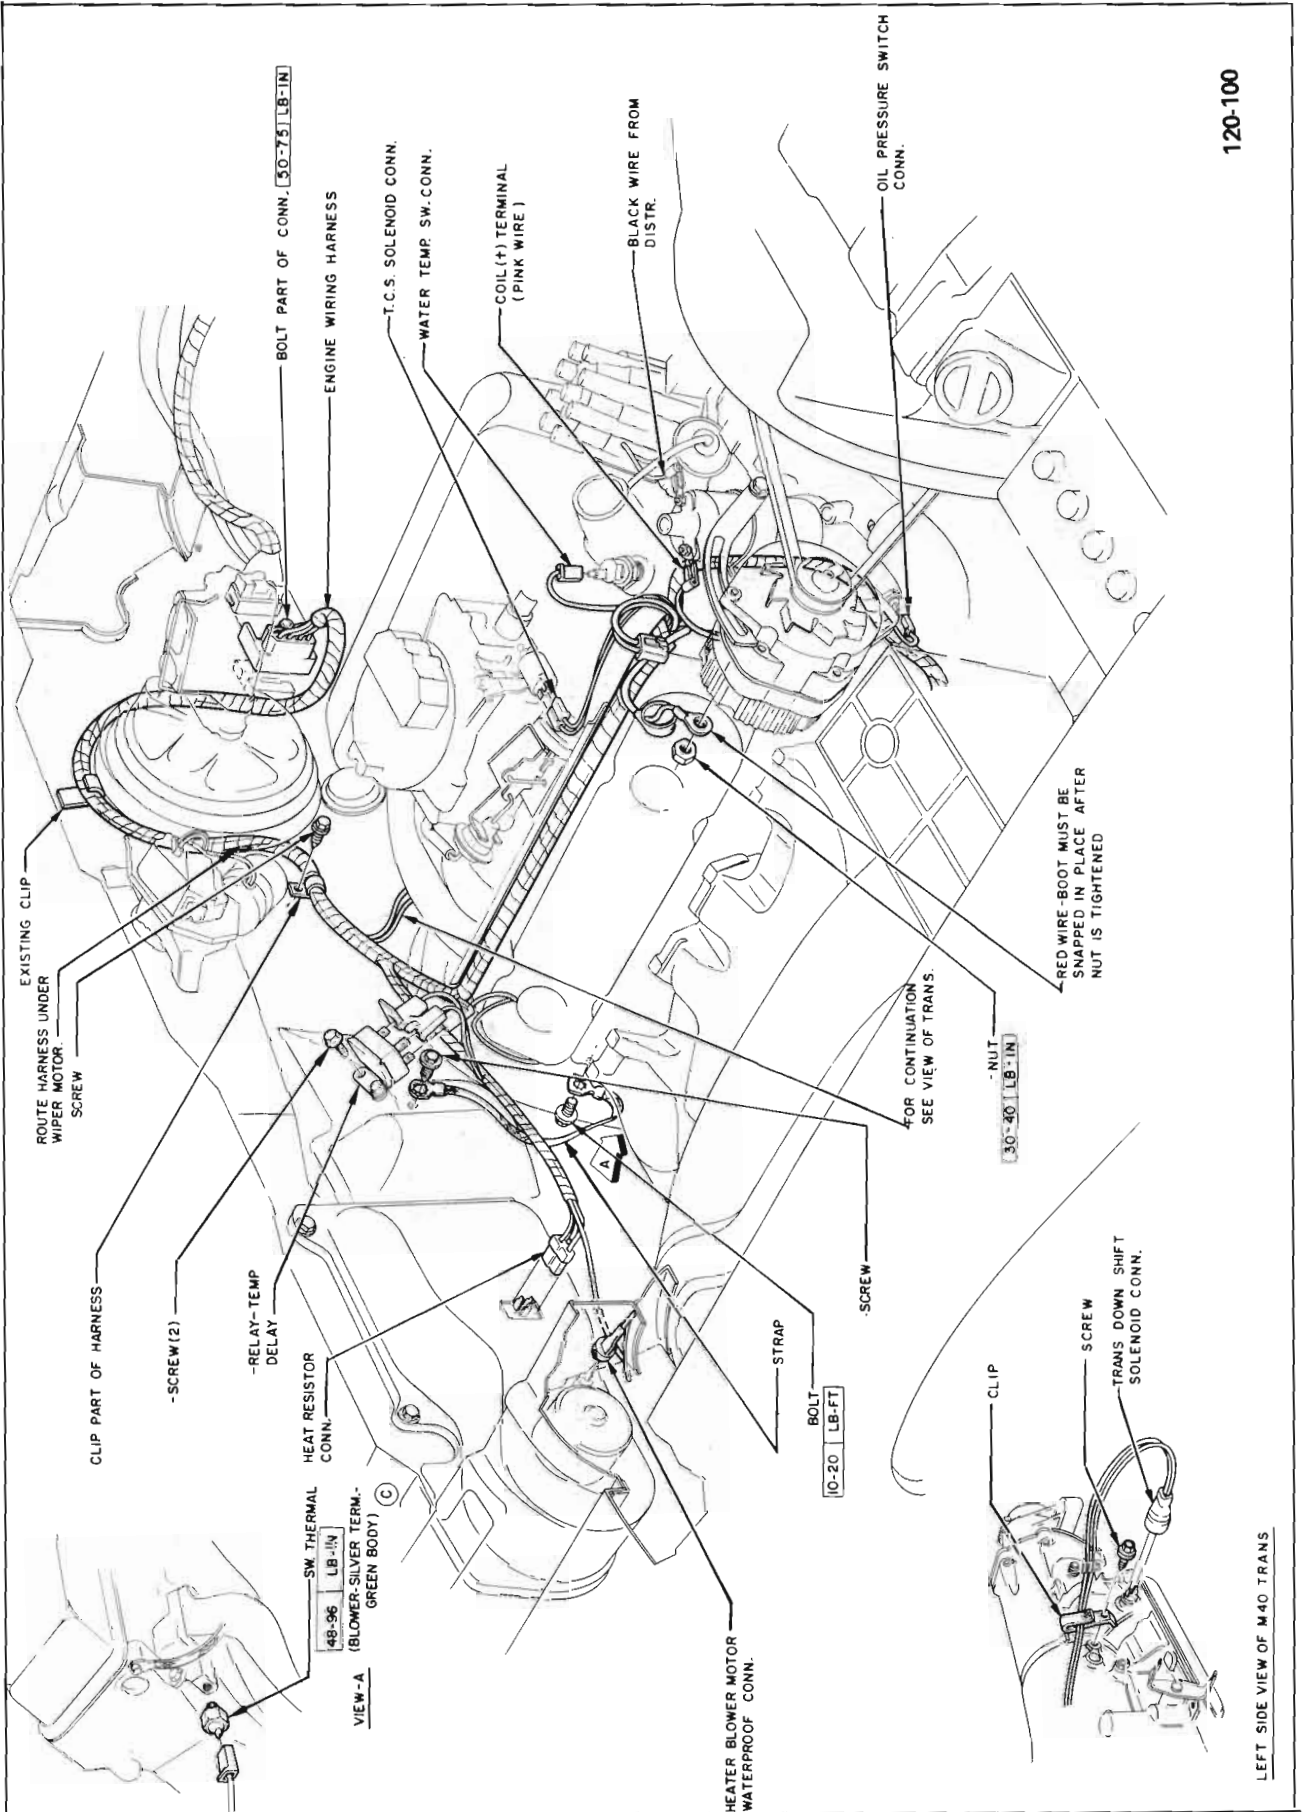 EXISTING CLIP
ROUTE HARNESS UNDER
WIPER MOTOR.
SCREW
CLIP PART OF HARNESS
-SCREW(2)
-RELAY-TEMP
DELAY
HEAT RESISTOR
CONN.
SW. THERMAL
48-96 LB-IN
(BLOWER-SILVER TERM.-
GREEN BODY)
C
VIEW-A
BOLT PART OF CONN. 50-75 LB-IN
ENGINE WIRING HARNESS
T.C.S. SOLENOID CONN.
WATER TEMP. SW. CONN.
COIL(+) TERMINAL
(PINK WIRE)
BLACK WIRE FROM
DISTR.
OIL PRESSURE SWITCH
CONN.
RED WIRE-BOOT MUST BE
SNAPPED IN PLACE AFTER
NUT IS TIGHTENED
-NUT
30-40 LB-IN
FOR CONTINUATION
SEE VIEW OF TRANS.
-SCREW
A
STRAP
BOLT
10-20 LB-FT
HEATER BLOWER MOTOR
WATERPROOF CONN.
CLIP
SCREW
TRANS DOWN SHIFT
SOLENOID CONN.
LEFT SIDE VIEW OF M40 TRANS
120-100